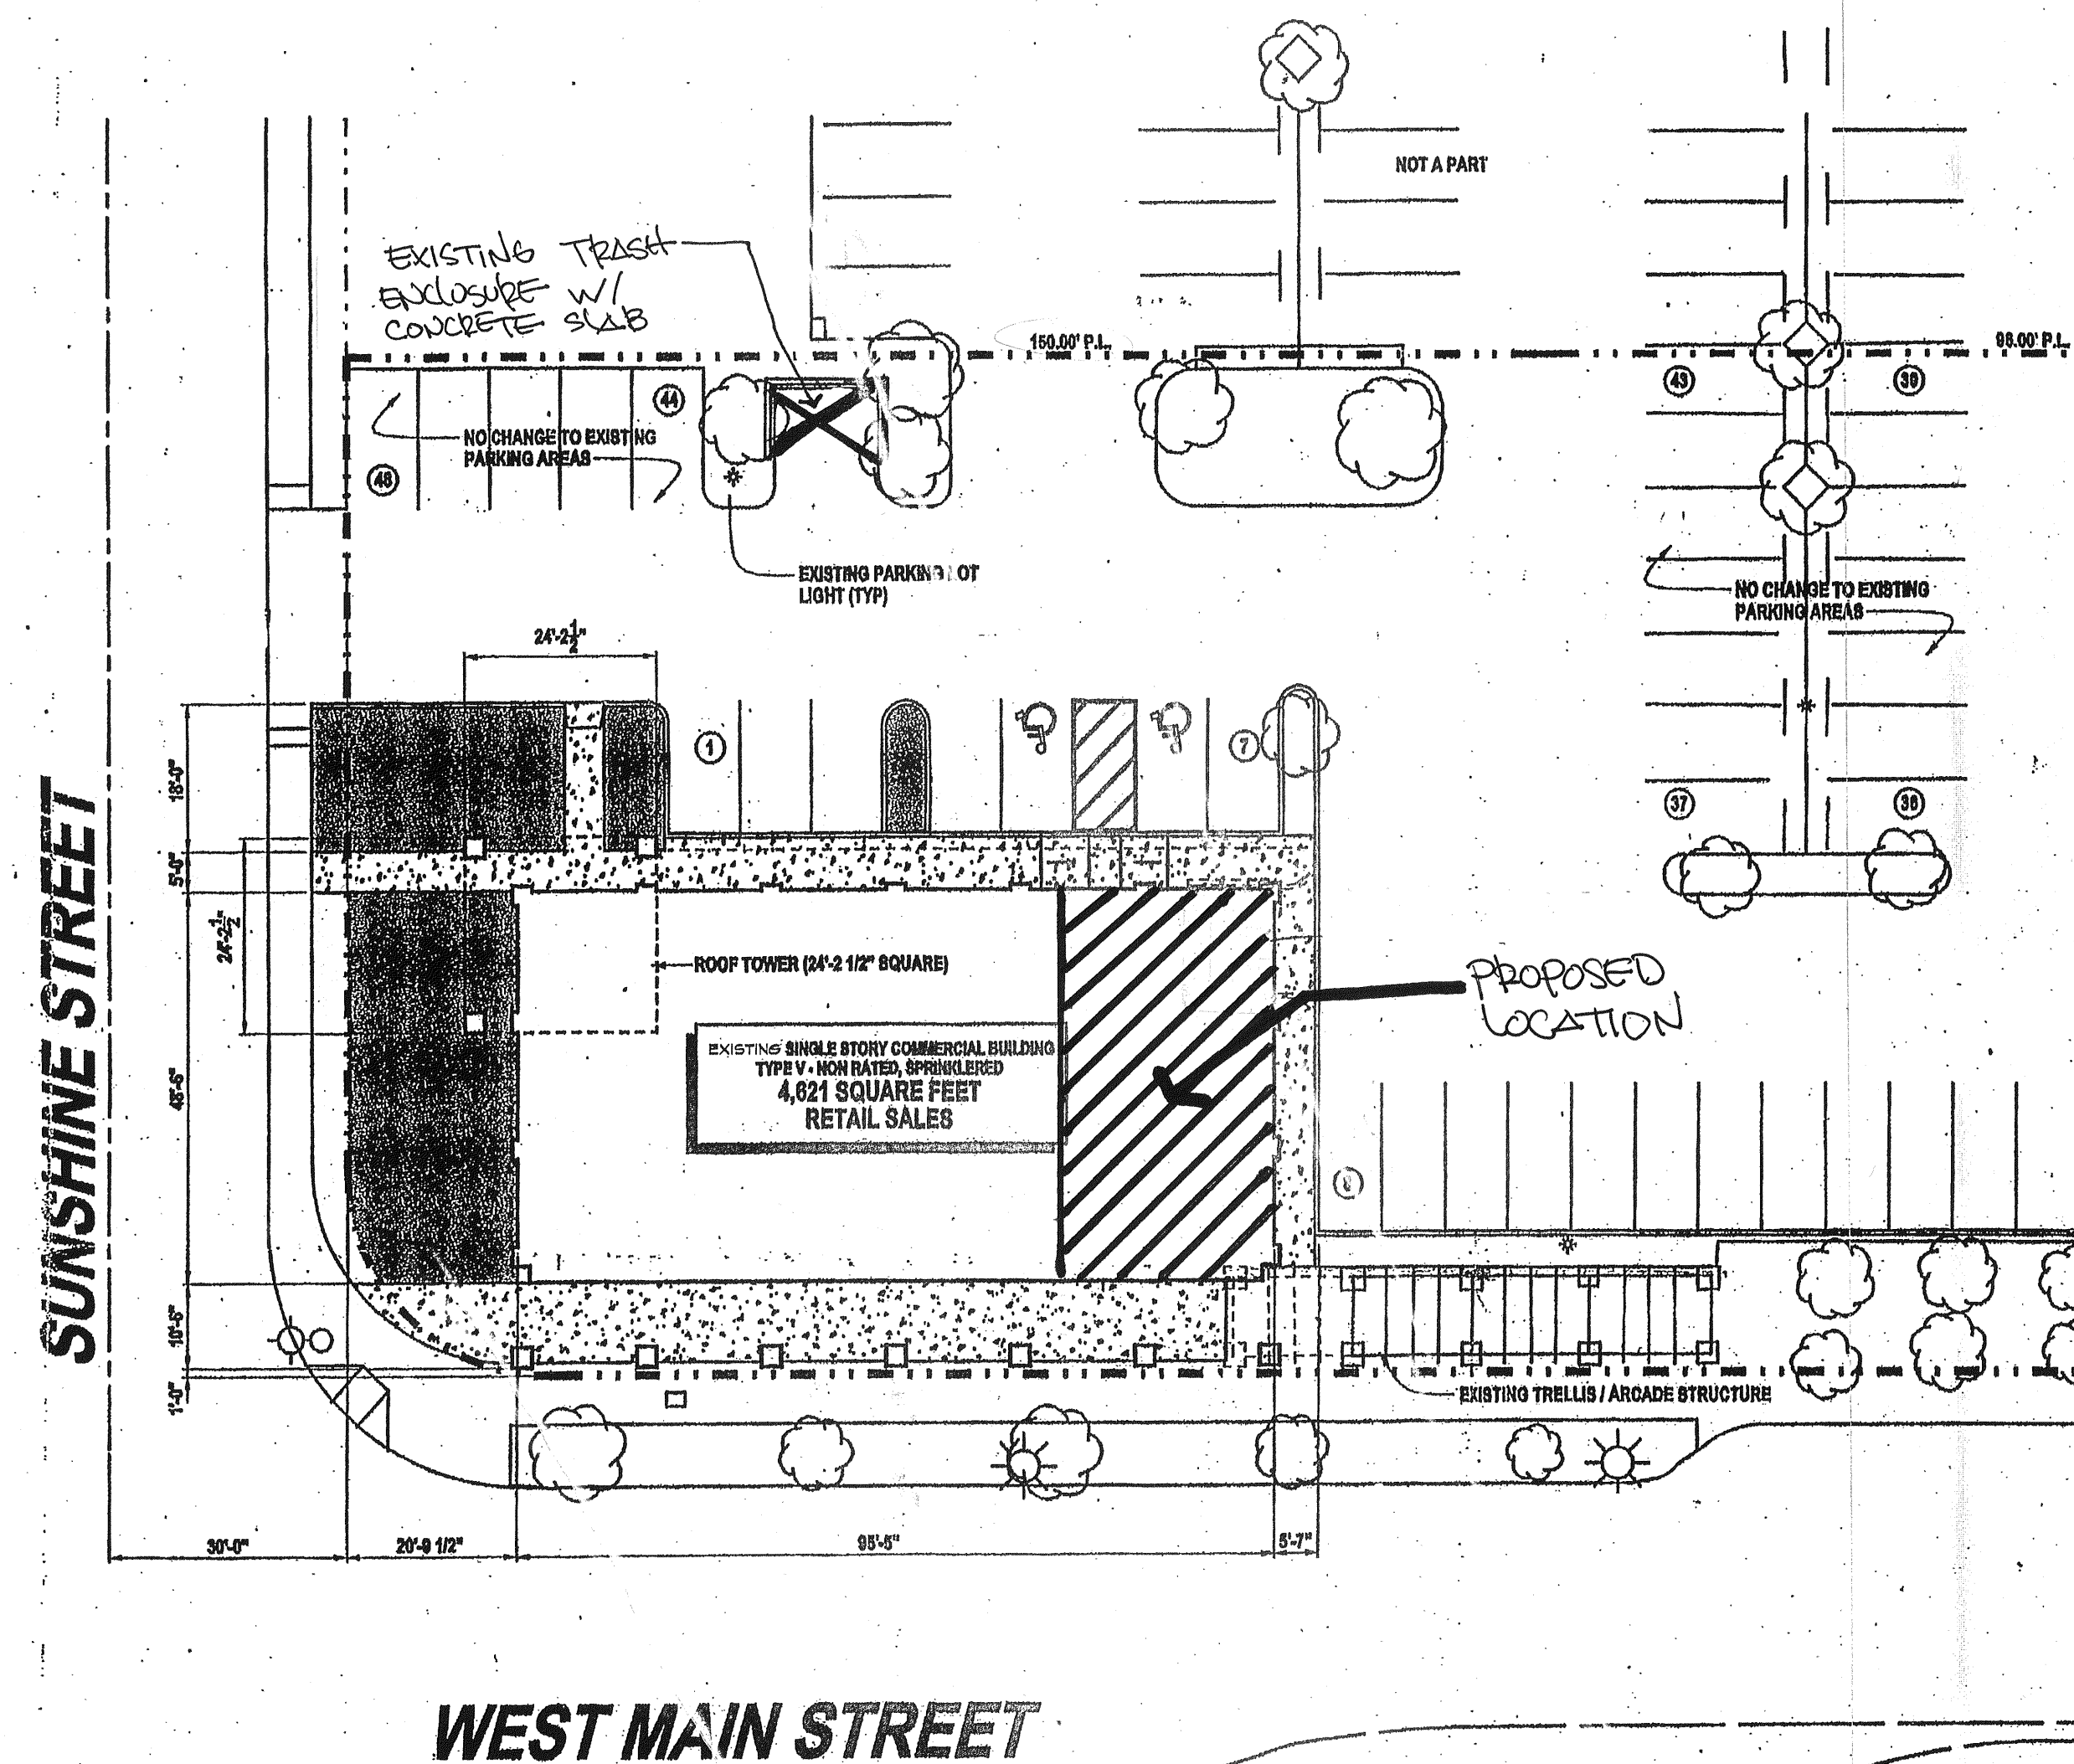 NOT A PART
EXISTING TRASH
ENCLOSURE W/
CONCRETE SLAB
150.00' P.L.
98.00' P.L.
43
39
44
NO CHANGE TO EXISTING
PARKING AREAS
48
EXISTING PARKING LOT
LIGHT (TYP)
NO CHANGE TO EXISTING
PARKING AREAS
24'-2 1/2"
1
7
18'-0"
37
38
5'-0"
24'-2 1/2"
ROOF TOWER (24'-2 1/2" SQUARE)
PROPOSED
LOCATION
EXISTING SINGLE STORY COMMERCIAL BUILDING
TYPE V - NON RATED, SPRINKLERED
4,621 SQUARE FEET
RETAIL SALES
48'-6"
8
SUNSHINE STREET
10'-6"
1'-0"
EXISTING TRELLIS / ARCADE STRUCTURE
30'-0"
20'-9 1/2"
95'-5"
5'-7"
WEST MAIN STREET